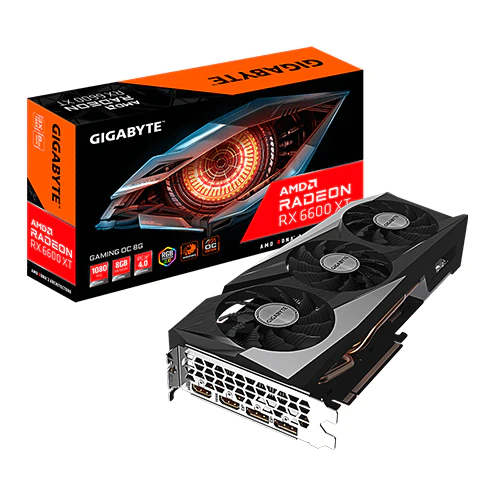 GIGABYTE
GIGABYTE
GIGABYTE™
AMD
RADEON
RX 6600 XT
AMD
RADEON
RX 6600 XT
GAMING OC 8G
1080
8GB
4.0
RGB
OC
GIGABYTE
GIGABYTE
GIGABYTE